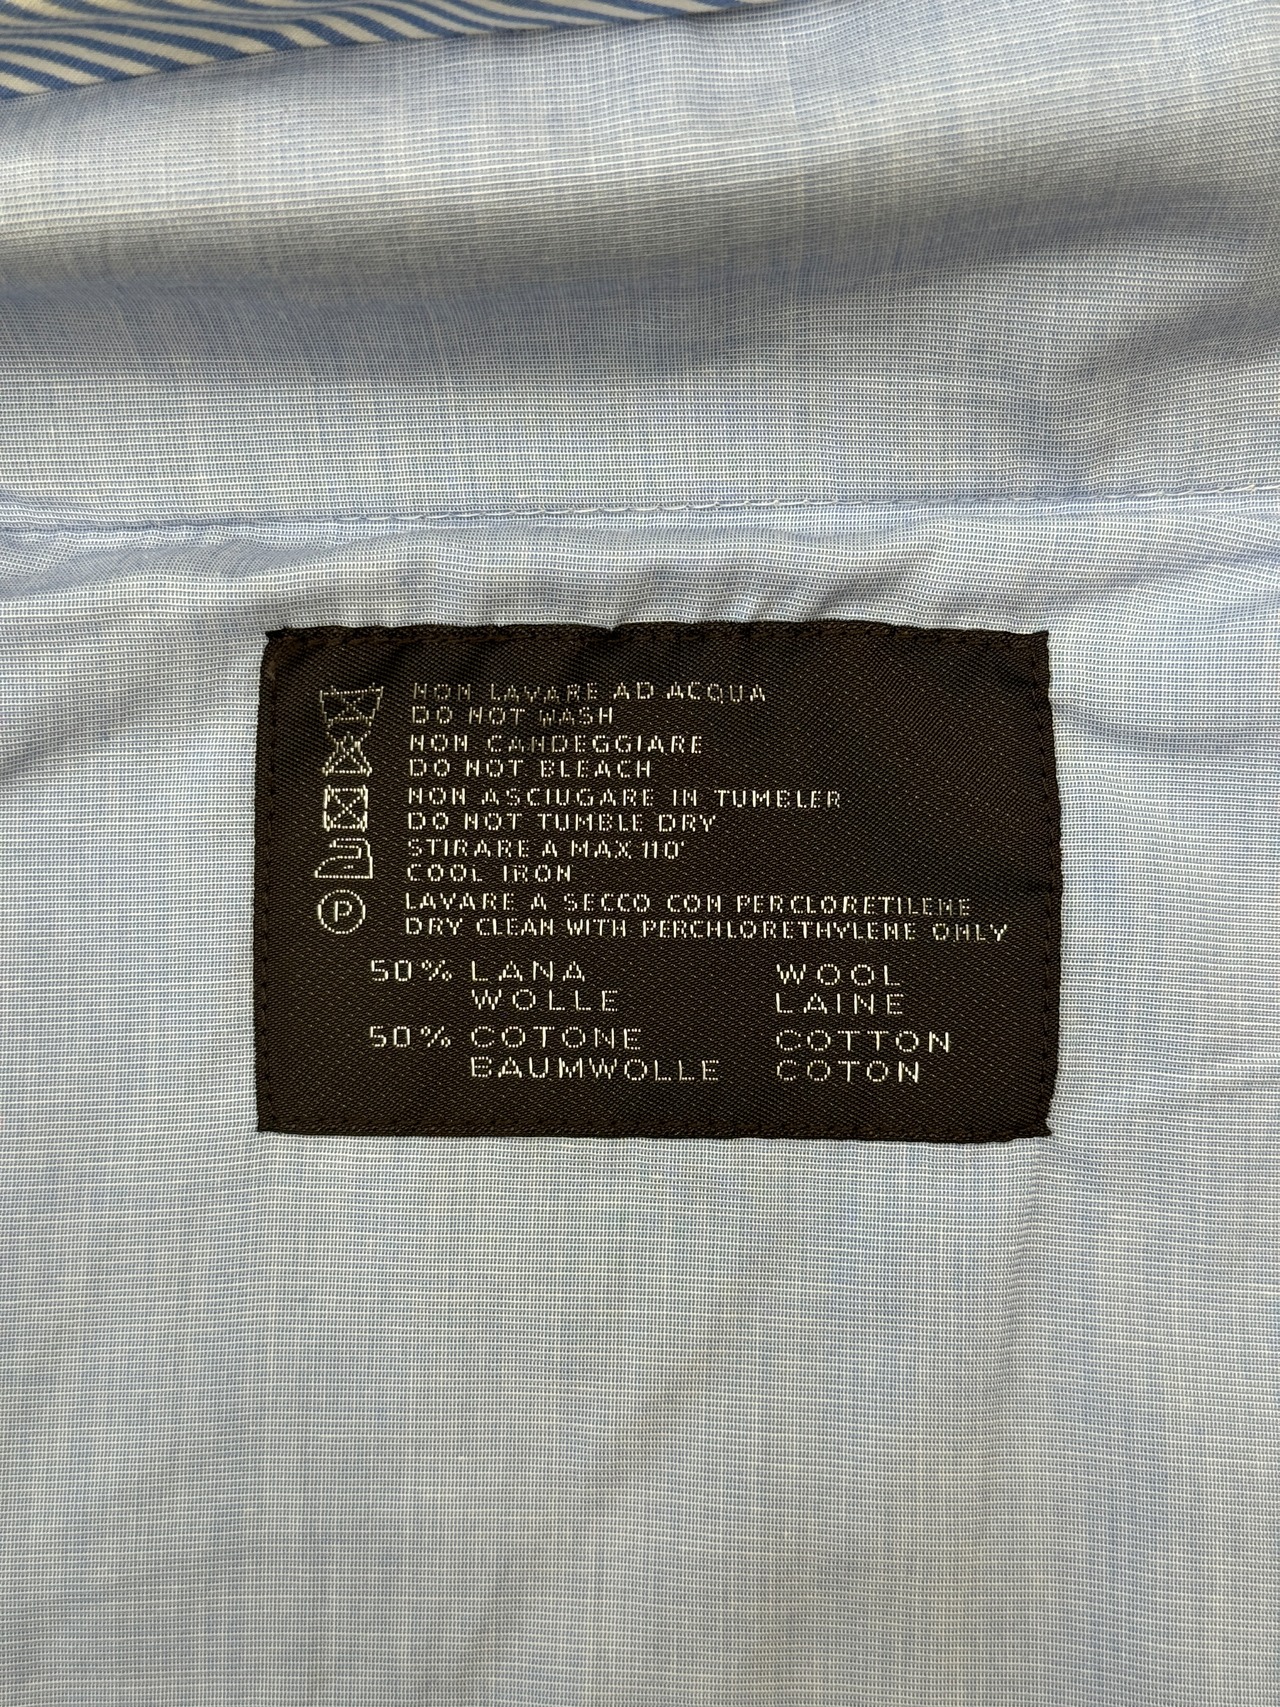 NON LAVARE AD ACQUA
DO NOT WASH
NON CANDEGGIARE
DO NOT BLEACH
NON ASCIUGARE IN TUMBLER
DO NOT TUMBLE DRY
STIRARE A MAX 110°
COOL IRON
P
LAVARE A SECCO CON PERCLORETILENE
DRY CLEAN WITH PERCHLORETHYLENE ONLY
50% LANA WOOL
WOLLE LAINE
50% COTONE COTTON
BAUMWOLLE COTON